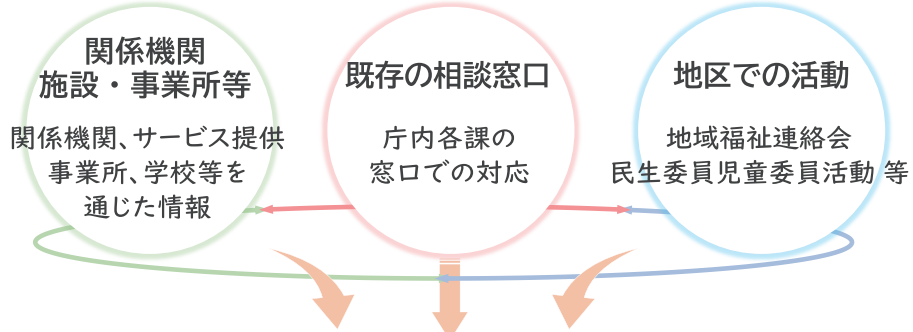 関係機関
施設・事業所等
関係機関、サービス提供
事業所、学校等を
通じた情報
既存の相談窓口
庁内各課の
窓口での対応
地区での活動
地域福祉連絡会
民生委員児童委員活動 等